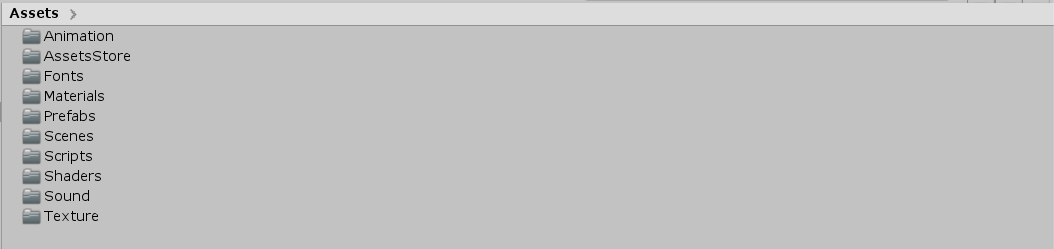 Assets
Animation
AssetsStore
Fonts
Materials
Prefabs
Scenes
Scripts
Shaders
Sound
Texture